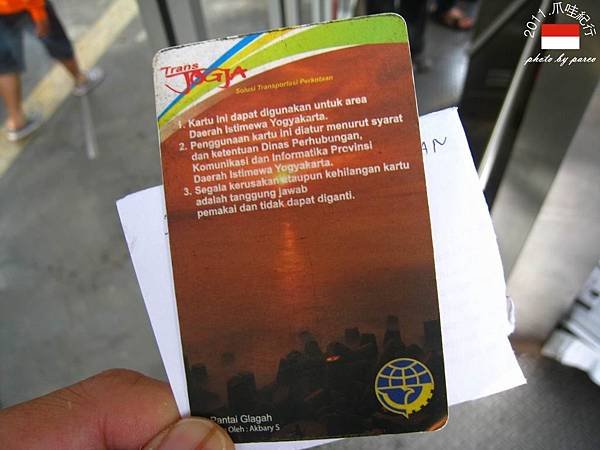 2011.爪哇紀行
photo by parco
Trans
JOGJA
Solusi Transportasi Perkotaan
1. Kartu ini dapat digunakan untuk area
Daerah Istimewa Yogyakarta.
2. Penggunaan kartu ini diatur menurut syarat
dan ketentuan Dinas Perhubungan,
Komunikasi dan Informatika Provinsi
Daerah Istimewa Yogyakarta.
3. Segala kerusakan ataupun kehilangan kartu
adalah tanggung jawab
pemakai dan tidak dapat diganti.
Pantai Glagah
Oleh : Akbary S